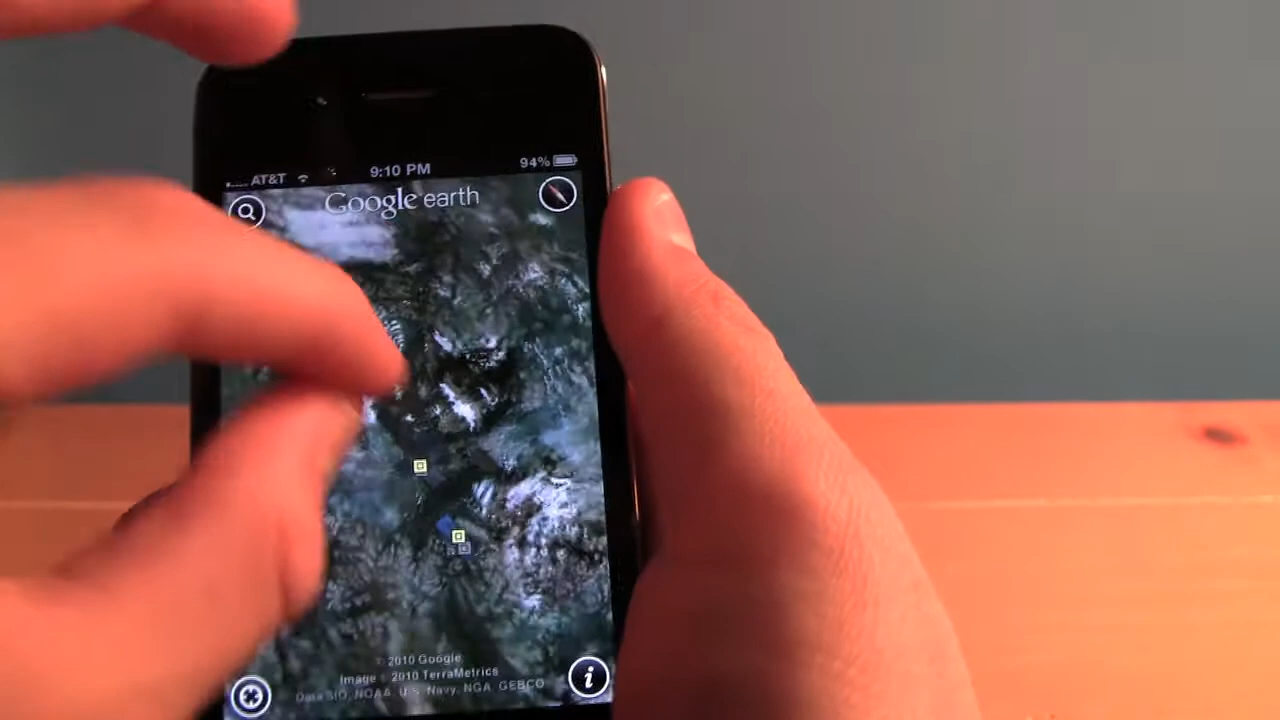 AT&T 9:10 PM 94%
Google earth
© 2010 Google
Image © 2010 TerraMetrics
Data SIO, NOAA, U.S. Navy, NGA, GEBCO